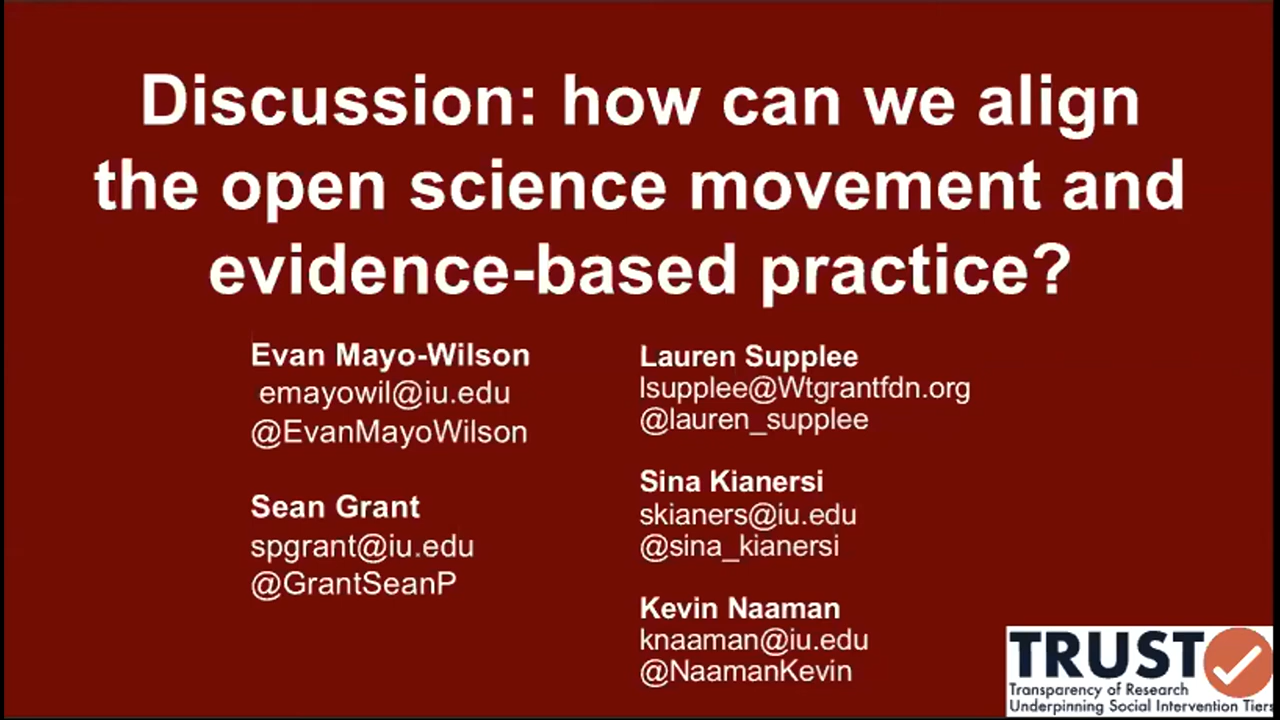 Discussion: how can we align
the open science movement and
evidence-based practice?
Evan Mayo-Wilson
emayowil@iu.edu
@EvanMayoWilson
Sean Grant
spgrant@iu.edu
@GrantSeanP
Lauren Supplee
lsupplee@Wtgrantfdn.org
@lauren_supplee
Sina Kianersi
skianers@iu.edu
@sina_kianersi
Kevin Naaman
knaaman@iu.edu
@NaamanKevin
TRUST
Transparency of Research
Underpinning Social Intervention Tiers